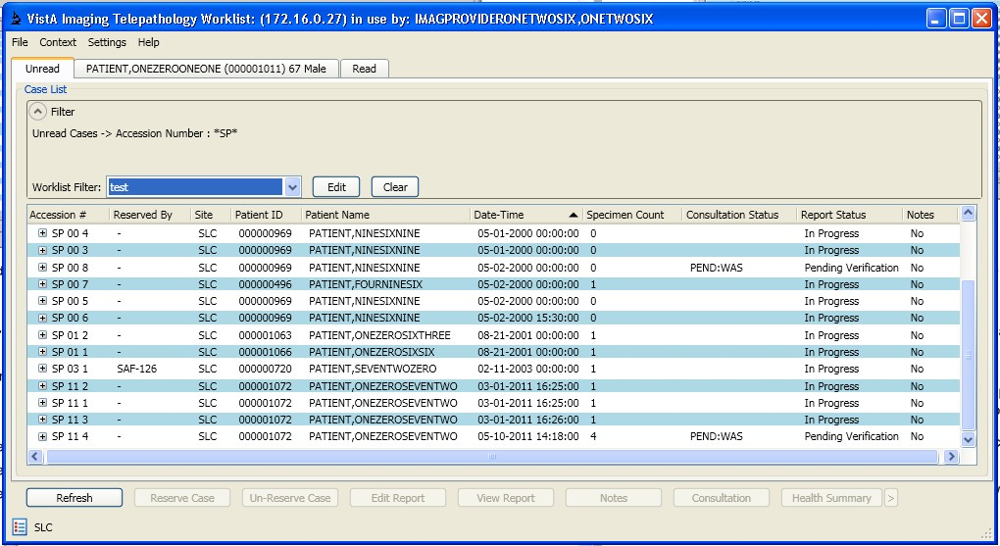 VistA Imaging Telepathology Worklist: (172.16.0.27) in use by: IMAGPROVIDERONETWOSIX,ONETWOSIX
File Context Settings Help
Unread PATIENT,ONEZEROONEONE (000001011) 67 Male Read
Case List
Filter
Unread Cases -> Accession Number : *SP*
Worklist Filter: test Edit Clear
Accession # Reserved By Site Patient ID Patient Name Date-Time Specimen Count Consultation Status Report Status Notes
SP 00 4 - SLC 000000969 PATIENT,NINESIXNINE 05-01-2000 00:00:00 0 In Progress No
SP 00 3 - SLC 000000969 PATIENT,NINESIXNINE 05-01-2000 00:00:00 0 In Progress No
SP 00 8 - SLC 000000969 PATIENT,NINESIXNINE 05-02-2000 00:00:00 0 PEND:WAS Pending Verification No
SP 00 7 - SLC 000000496 PATIENT,FOURNINESIX 05-02-2000 00:00:00 1 In Progress No
SP 00 5 - SLC 000000969 PATIENT,NINESIXNINE 05-02-2000 00:00:00 0 In Progress No
SP 00 6 - SLC 000000969 PATIENT,NINESIXNINE 05-02-2000 15:30:00 0 In Progress No
SP 01 2 - SLC 000001063 PATIENT,ONEZEROSIXTHREE 08-21-2001 00:00:00 1 In Progress No
SP 01 1 - SLC 000001066 PATIENT,ONEZEROSIXSIX 08-21-2001 00:00:00 1 In Progress No
SP 03 1 SAF-126 SLC 000000720 PATIENT,SEVENTWOZERO 02-11-2003 00:00:00 1 In Progress No
SP 11 2 - SLC 000001072 PATIENT,ONEZEROSEVENTWO 03-01-2011 16:25:00 1 In Progress No
SP 11 1 - SLC 000001072 PATIENT,ONEZEROSEVENTWO 03-01-2011 16:25:00 1 In Progress No
SP 11 3 - SLC 000001072 PATIENT,ONEZEROSEVENTWO 03-01-2011 16:26:00 1 In Progress No
SP 11 4 - SLC 000001072 PATIENT,ONEZEROSEVENTWO 05-10-2011 14:18:00 4 PEND:WAS Pending Verification No
Refresh Reserve Case Un-Reserve Case Edit Report View Report Notes Consultation Health Summary >
SLC